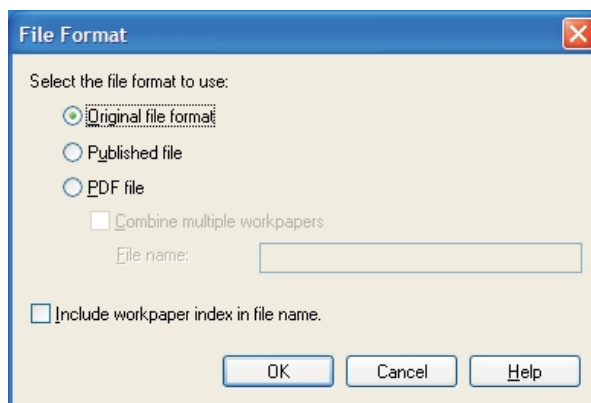 File Format
Select the file format to use:
Original file format
Published file
PDF file
Combine multiple workpapers
File name:
Include workpaper index in file name.
OK Cancel Help